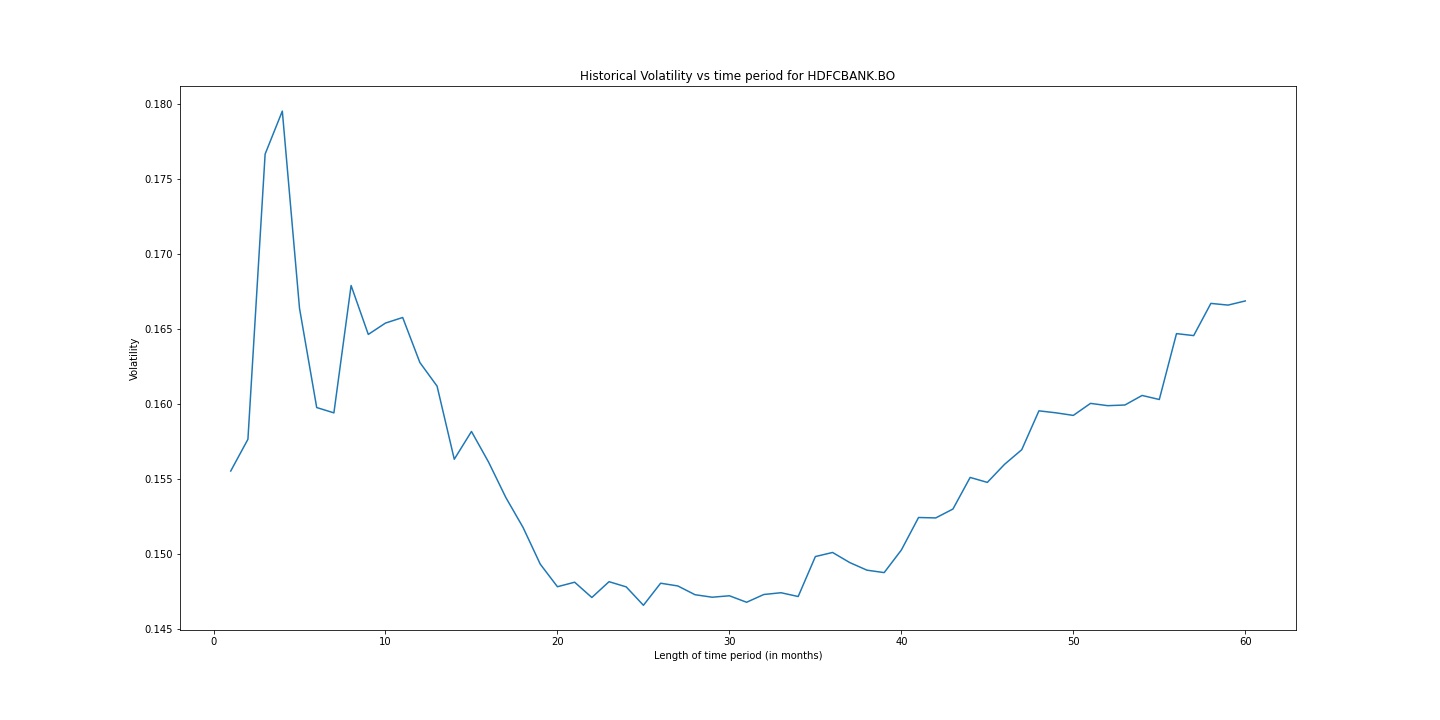 Historical Volatility vs time period for HDFCBANK.BO
0.180
0.175
0.170
0.165
0.160
0.155
0.150
0.145
Volatility
0 10 20 30 40 50 60
Length of time period (in months)